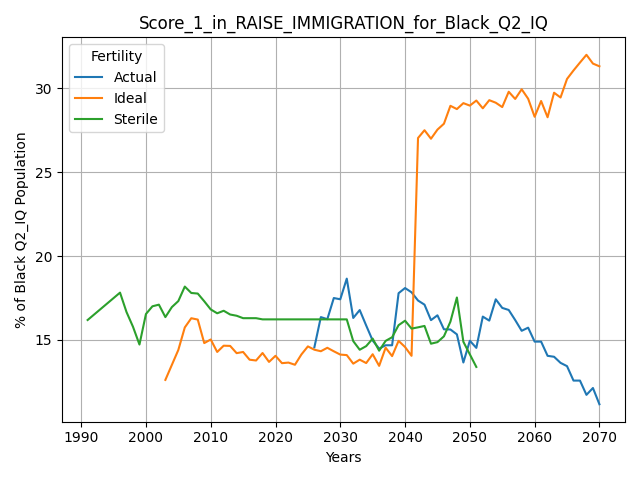 Score_1_in_RAISE_IMMIGRATION_for_Black_Q2_IQ
Fertility
Actual
Ideal
Sterile
% of Black Q2_IQ Population
30
25
20
15
1990 2000 2010 2020 2030 2040 2050 2060 2070
Years